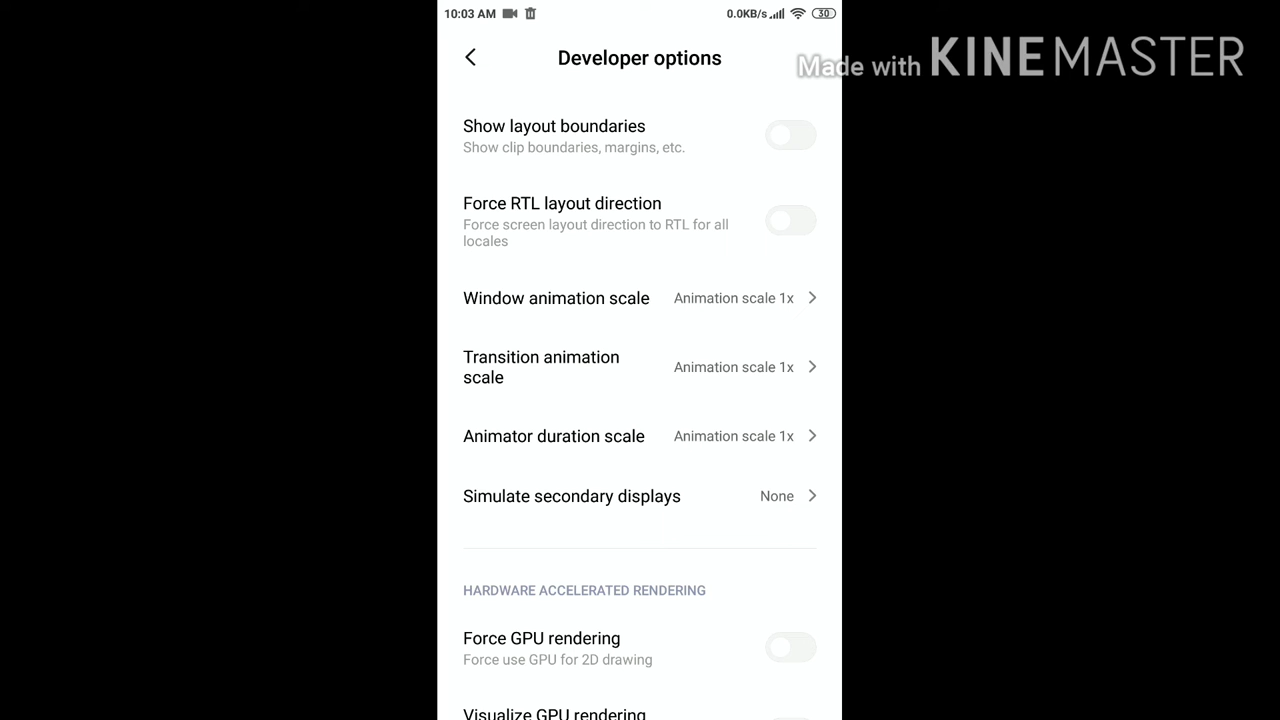 10:03 AM
0.0KB/s
30
Developer options
Made with KINEMASTER
Show layout boundaries
Show clip boundaries, margins, etc.
Force RTL layout direction
Force screen layout direction to RTL for all
locales
Window animation scale Animation scale 1x
Transition animation
scale
Animation scale 1x
Animator duration scale Animation scale 1x
Simulate secondary displays None
HARDWARE ACCELERATED RENDERING
Force GPU rendering
Force use GPU for 2D drawing
Visualize GPU rendering